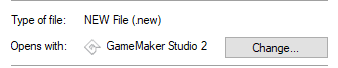 Type of file: NEW File (.new)
Opens with: GameMaker Studio 2 Change...